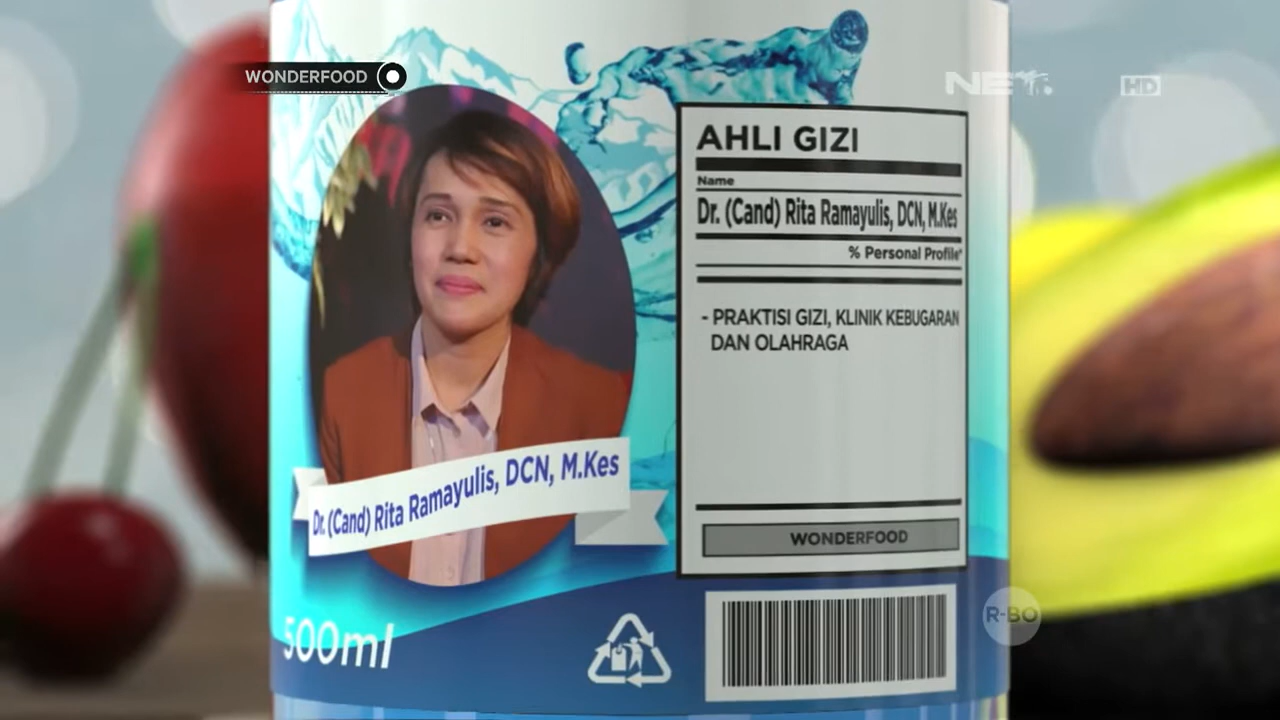 WONDERFOOD
NET.
HD
AHLI GIZI
Name
Dr. (Cand) Rita Ramayulis, DCN, M.Kes
% Personal Profile*
- PRAKTISI GIZI, KLINIK KEBUGARAN
DAN OLAHRAGA
Dr. (Cand) Rita Ramayulis, DCN, M.Kes
WONDERFOOD
R-BO
500ml